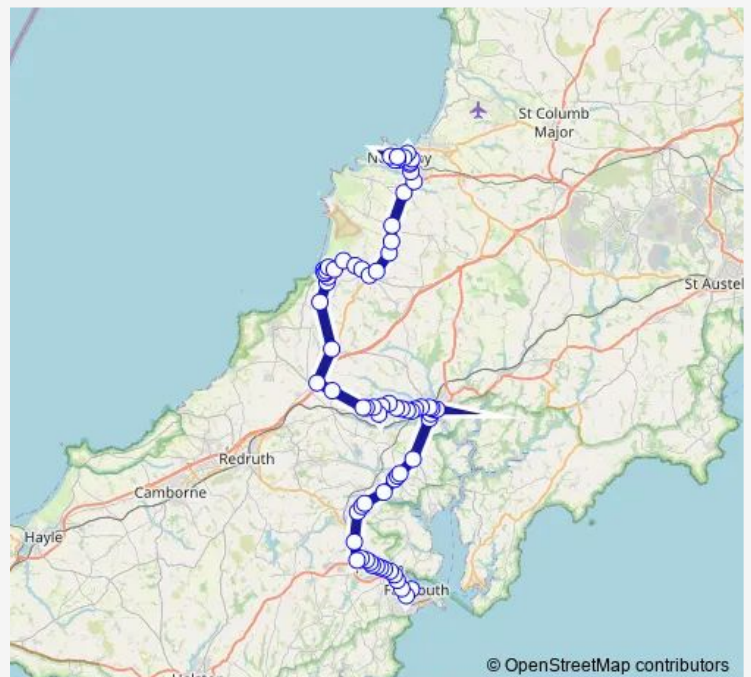 St Columb
Major
St Austel
Redruth
Camborne
Hayle
© OpenStreetMap contributors